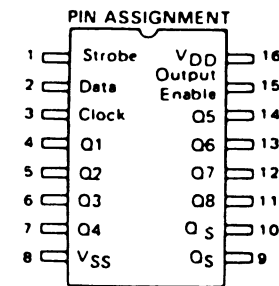 PIN ASSIGNMENT
1 Strobe VDD 16
2 Data Output Enable 15
3 Clock Q5 14
4 Q1 Q6 13
5 Q2 Q7 12
6 Q3 Q8 11
7 Q4 QS 10
8 VSS QS 9